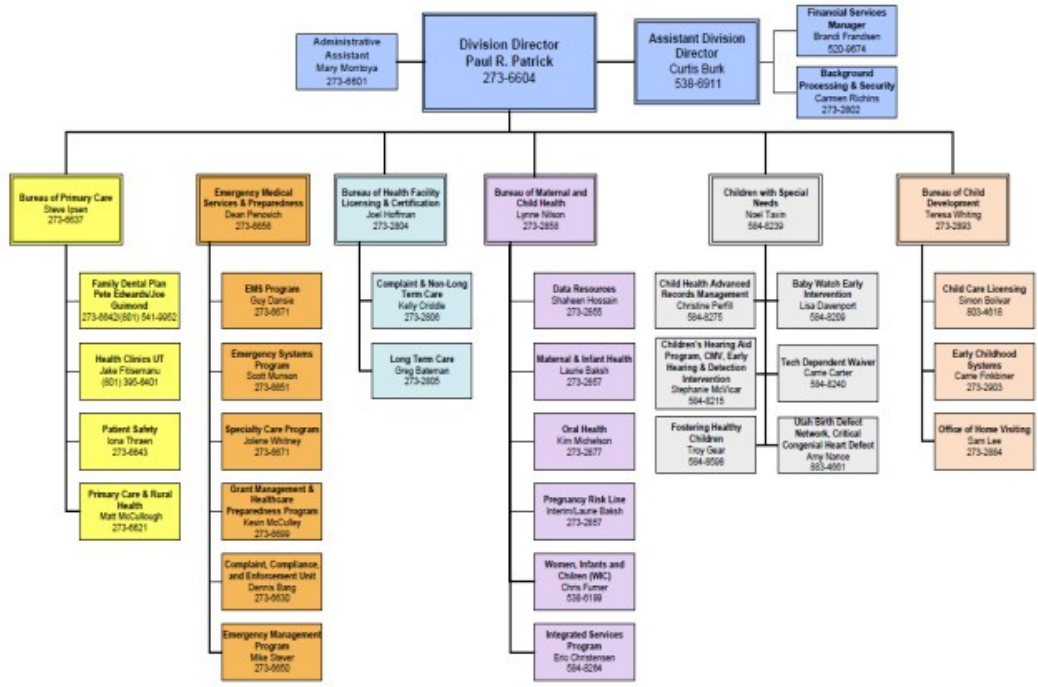 Administrative
Assistant
Mary Montoya
273-6601
Division Director
Paul R. Patrick
273-6604
Assistant Division
Director
Curtis Burk
538-6911
Financial Services
Manager
Brandi Frandsen
520-9674
Background
Processing & Security
Carmen Richins
273-2802
Bureau of Primary Care
Steve Ipsen
273-6637
Emergency Medical
Services & Preparedness
Dean Penovich
273-6656
Bureau of Health Facility
Licensing & Certification
Joel Hoffman
273-2804
Bureau of Maternal and
Child Health
Lynne Nilson
273-2858
Children with Special
Needs
Noel Taxin
584-8239
Bureau of Child
Development
Teresa Whiting
273-2893
Family Dental Plan
Pete Edwards/Joe
Guimond
273-6642/(801) 541-9952
Health Clinics UT
Jake Fitisemanu
(801) 395-6401
Patient Safety
Iona Thraen
273-6643
Primary Care & Rural
Health
Matt McCullough
273-6621
EMS Program
Guy Dansie
273-6671
Emergency Systems
Program
Scott Munson
273-6651
Specialty Care Program
Jolene Whitney
273-6671
Grant Management &
Healthcare
Preparedness Program
Kevin McCulley
273-6699
Complaint, Compliance,
and Enforcement Unit
Dennis Bang
273-6630
Emergency Management
Program
Mike Stever
273-6650
Complaint & Non-Long
Term Care
Kelly Criddle
273-2806
Long Term Care
Greg Bateman
273-2805
Data Resources
Shaheen Hossain
273-2855
Maternal & Infant Health
Laurie Baksh
273-2857
Oral Health
Kim Michelson
273-2877
Pregnancy Risk Line
Interim/Laurie Baksh
273-2857
Women, Infants and
Chilren (WIC)
Chris Furner
538-6199
Integrated Services
Program
Eric Christensen
584-8264
Child Health Advanced
Records Management
Christine Perfili
584-8275
Children's Hearing Aid
Program, CMV, Early
Hearing & Detection
Intervention
Stephanie McVicar
584-8215
Fostering Healthy
Children
Troy Gear
584-8598
Baby Watch Early
Intervention
Lisa Davenport
584-8209
Tech Dependent Waiver
Carrie Carter
584-8240
Utah Birth Defect
Network, Critical
Congenial Heart Defect
Amy Nance
883-4661
Child Care Licensing
Simon Bolivar
803-4618
Early Childhood
Systems
Carrie Finkbiner
273-2903
Office of Home Visiting
Sam Lee
273-2884